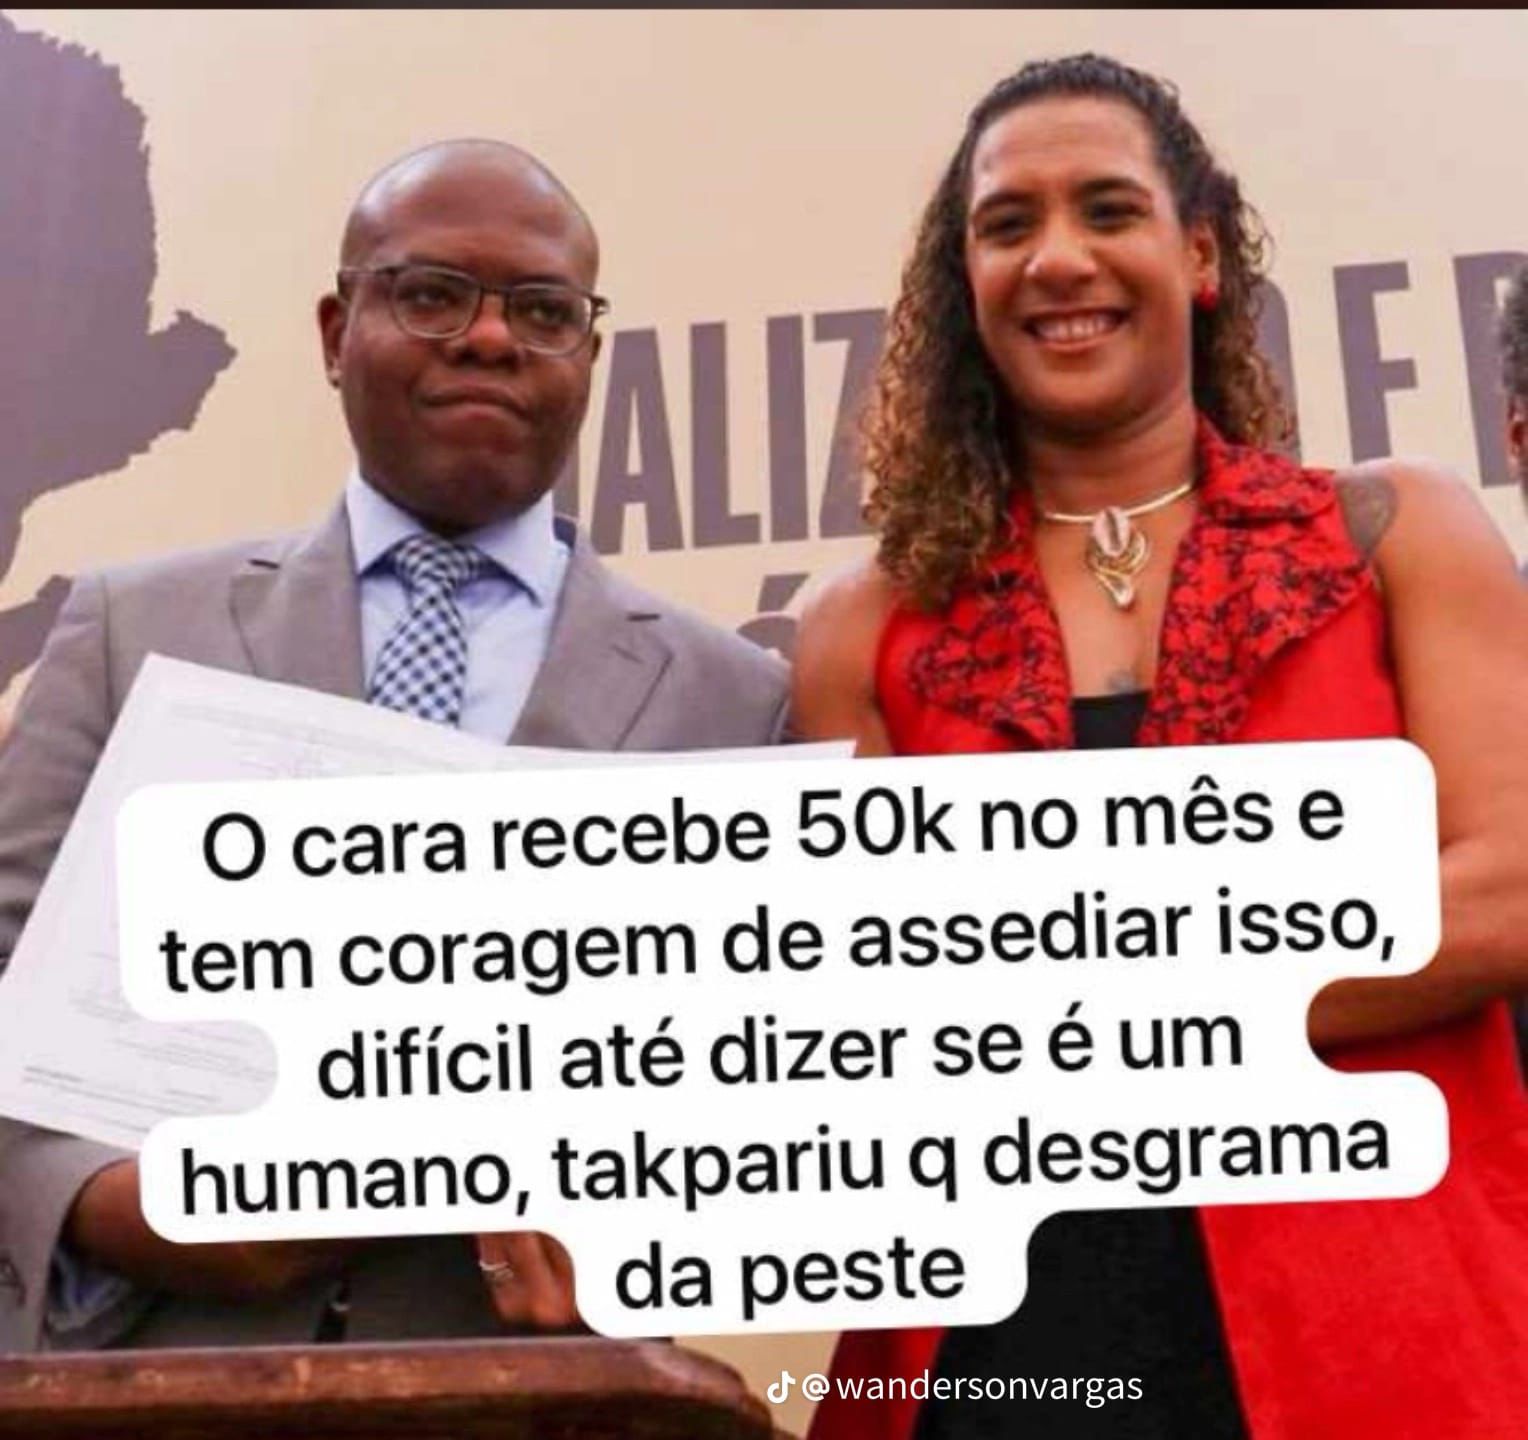 ALIZ
O E
O cara recebe 50k no mês e
tem coragem de assediar isso,
difícil até dizer se é um
humano, takpariu q desgrama
da peste
@wandersonvargas